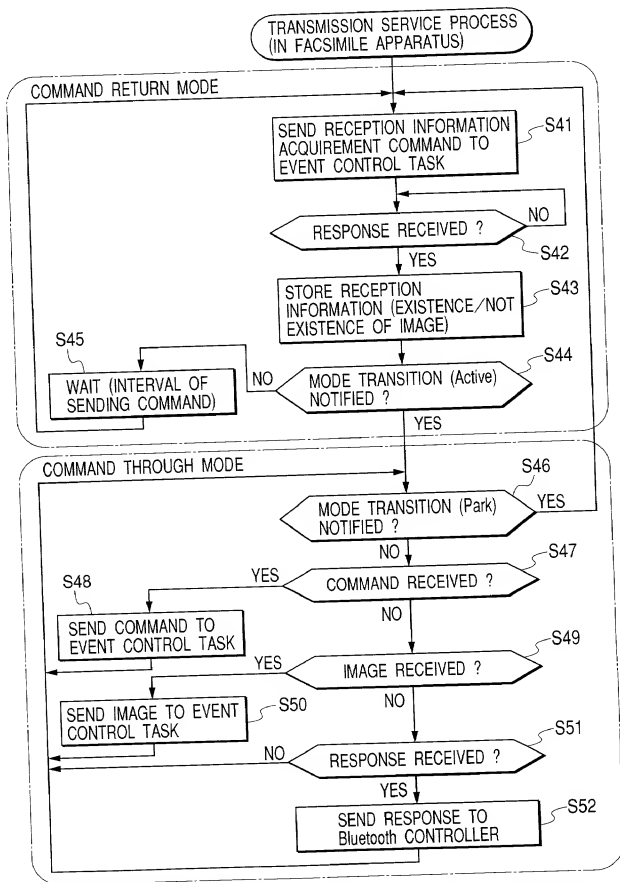 TRANSMISSION SERVICE PROCESS
(IN FACSIMILE APPARATUS)
COMMAND RETURN MODE
SEND RECEPTION INFORMATION
ACQUIREMENT COMMAND TO
EVENT CONTROL TASK
S41
RESPONSE RECEIVED ?
NO
S42
YES
STORE RECEPTION
INFORMATION (EXISTENCE/NOT
EXISTENCE OF IMAGE)
S43
S45
WAIT (INTERVAL OF
SENDING COMMAND)
NO
MODE TRANSITION (Active)
NOTIFIED ?
S44
YES
COMMAND THROUGH MODE
MODE TRANSITION (Park)
NOTIFIED ?
S46
YES
NO
S47
COMMAND RECEIVED ?
YES
S48
NO
SEND COMMAND TO
EVENT CONTROL TASK
S49
YES
IMAGE RECEIVED ?
NO
SEND IMAGE TO EVENT
CONTROL TASK
S50
S51
NO
RESPONSE RECEIVED ?
YES
SEND RESPONSE TO
Bluetooth CONTROLLER
S52